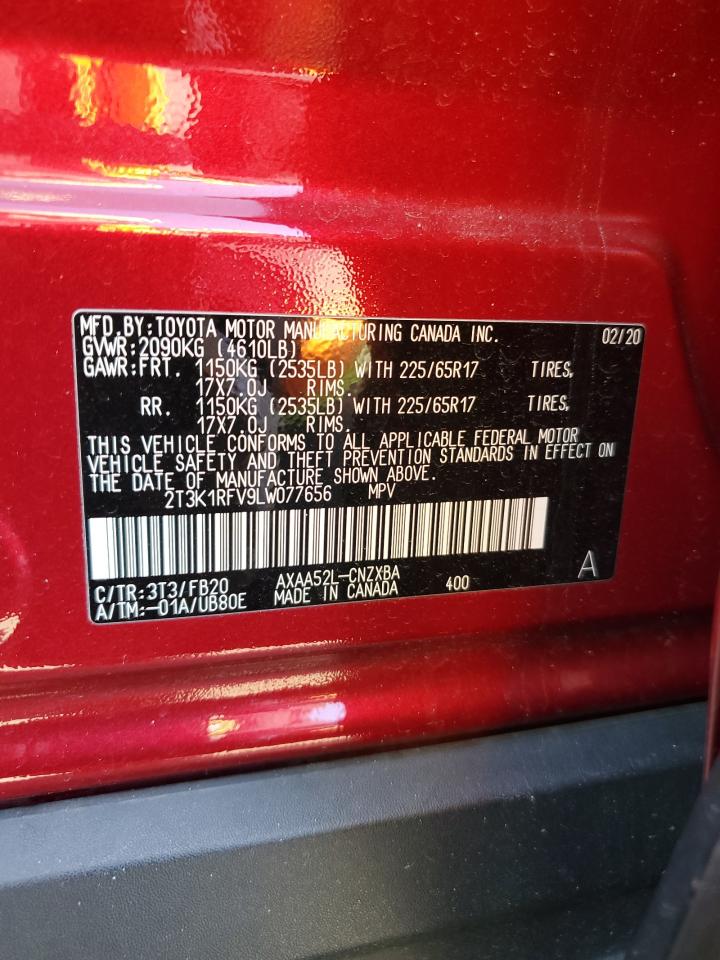 MFD.BY:TOYOTA MOTOR MANUFACTURING CANADA INC. 02/20
GVWR:2090KG (4610LB)
GAWR:FRT. 1150KG (2535LB) WITH 225/65R17 TIRES,
17X7.0J RIMS.
RR. 1150KG (2535LB) WITH 225/65R17 TIRES,
17X7.0J RIMS.
THIS VEHICLE CONFORMS TO ALL APPLICABLE FEDERAL MOTOR
VEHICLE SAFETY AND THEFT PREVENTION STANDARDS IN EFFECT ON
THE DATE OF MANUFACTURE SHOWN ABOVE.
2T3K1RFV9LW077656 MPV
C/TR:3T3/FB20 AXAA52L-CNZXBA 400 A
A/TM:-01A/UB80E MADE IN CANADA